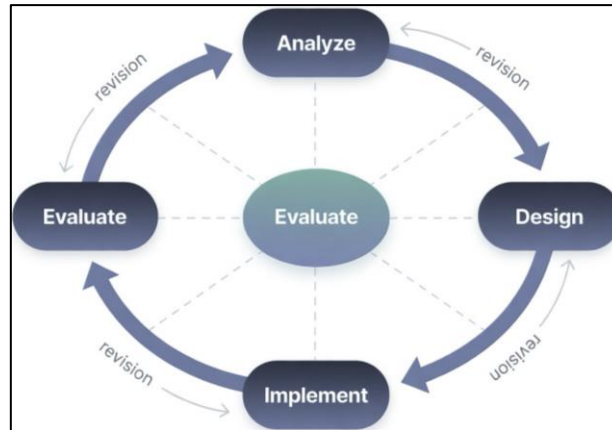 Analyze
revision
revision
Evaluate
Evaluate
Design
revision
revision
Implement